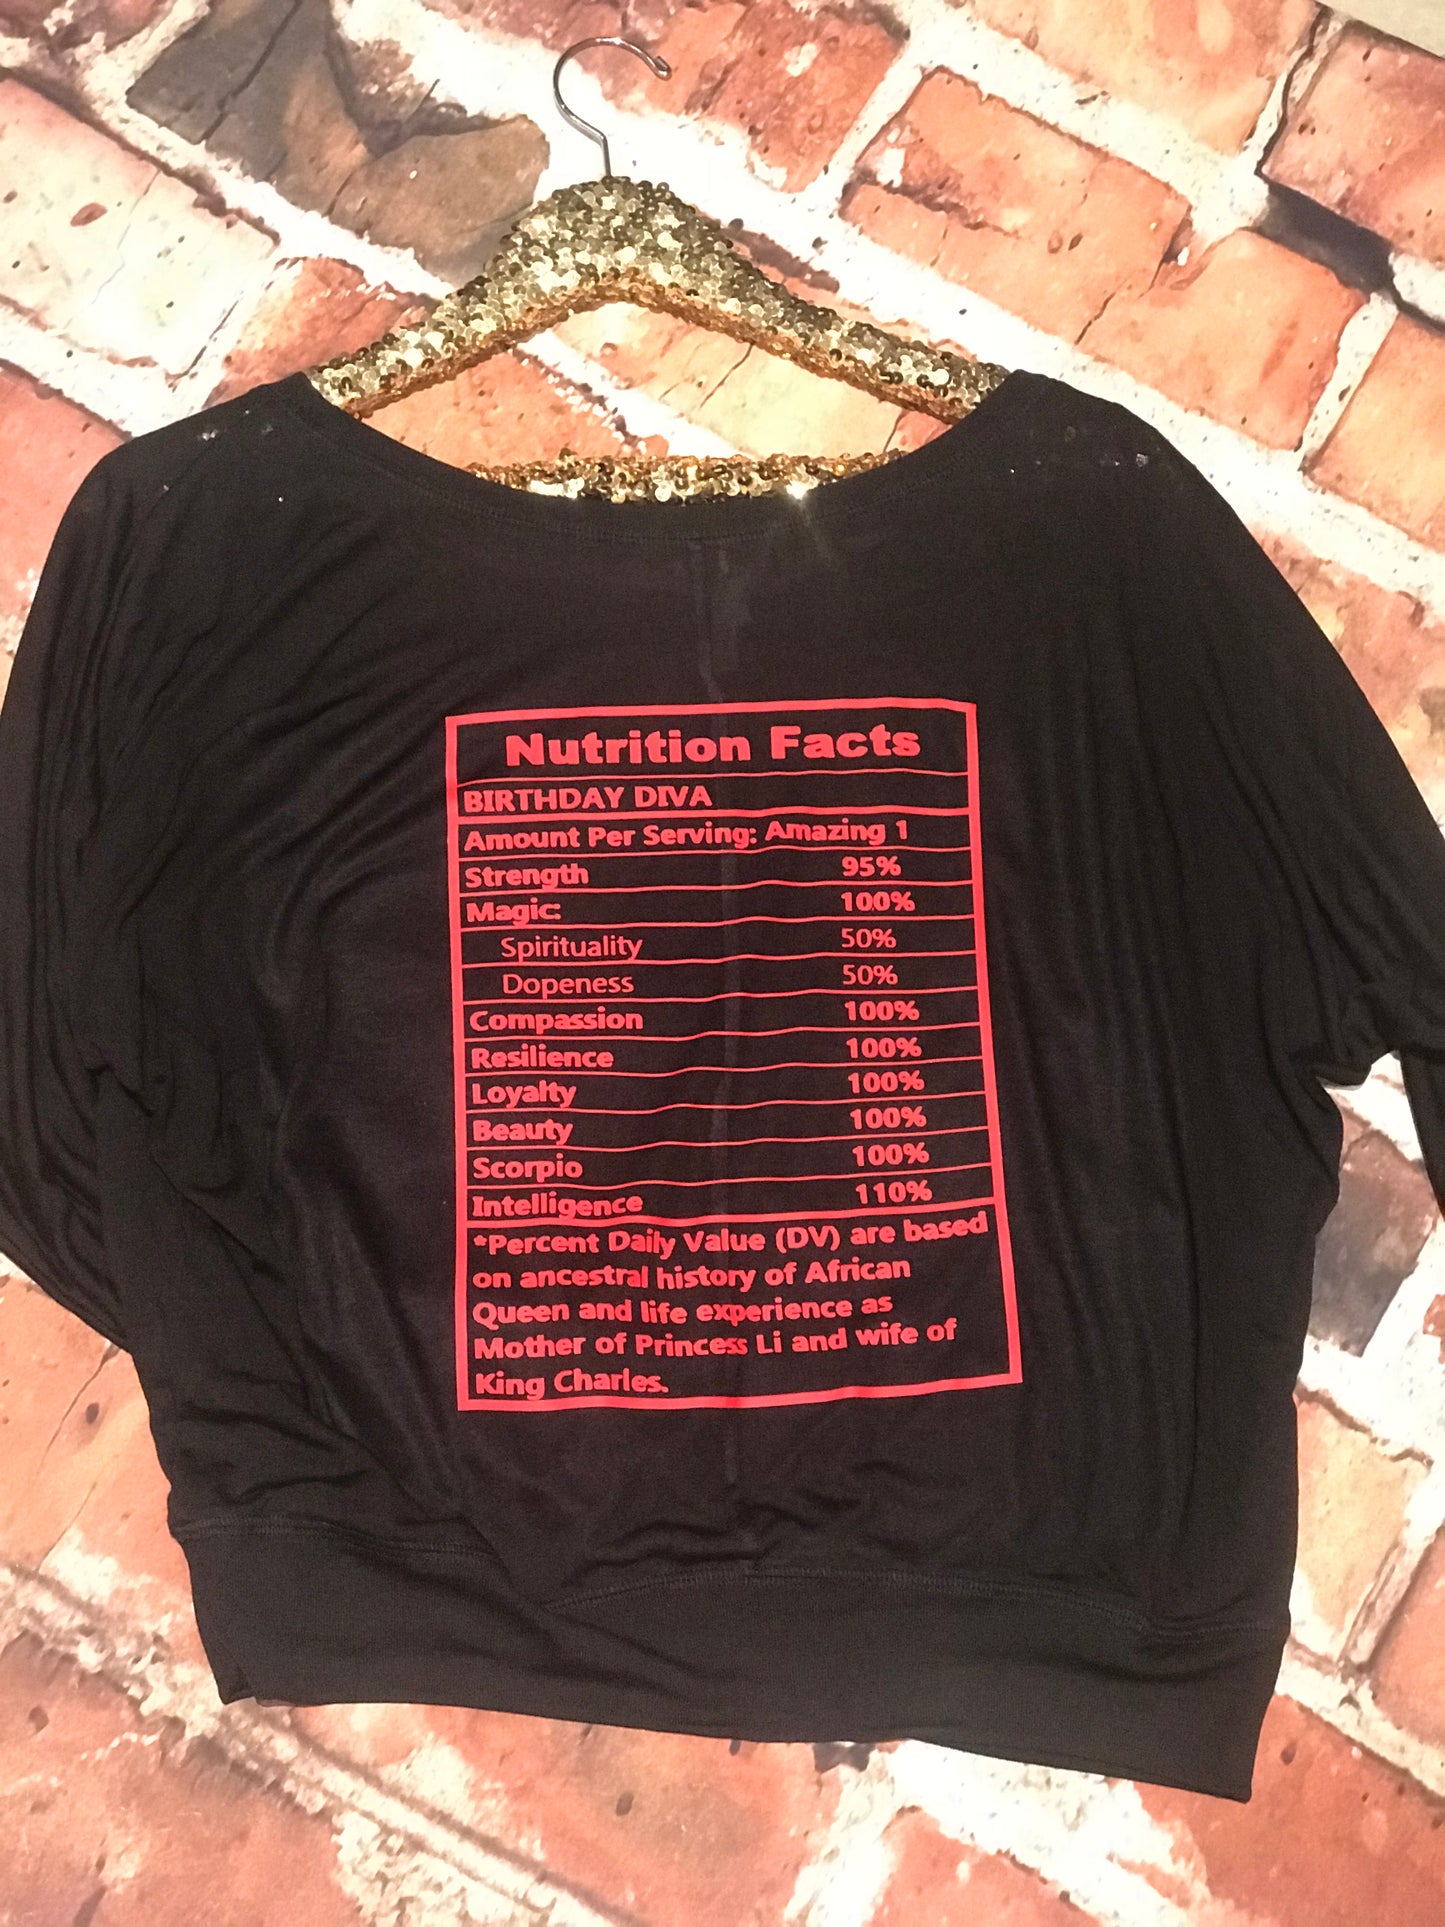 Nutrition Facts
BIRTHDAY DIVA
Amount Per Serving: Amazing 1
Strength 95%
Magic: 100%
Spirituality 50%
Dopeness 50%
Compassion 100%
Resilience 100%
Loyalty 100%
Beauty 100%
Scorpio 100%
Intelligence 110%
*Percent Daily Value (DV) are based
on ancestral history of African
Queen and life experience as
Mother of Princess Li and wife of
King Charles.